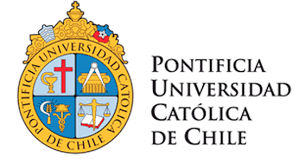 PONTIFICIA UNIVERSIDAD CATOLICA DE CHILE
PONTIFICIA
UNIVERSIDAD
CATÓLICA
DE CHILE